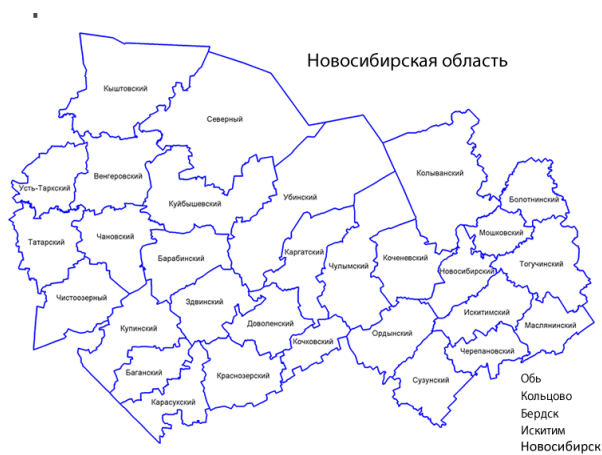 Новосибирская область
Кыштовский
Северный
Венгеровский
Усть-Таркский
Куйбышевский
Убинский
Колыванский
Болотнинский
Мошковский
Татарский
Чановский
Барабинский
Каргатский
Чулымский
Коченевский
Новосибирский
Тогучинский
Чистоозерный
Здвинский
Купинский
Доволенский
Кочковский
Ордынский
Искитимский
Маслянинский
Черепановский
Баганский
Краснозерский
Сузунский
Карасукский
Обь
Кольцово
Бердск
Искитим
Новосибирск